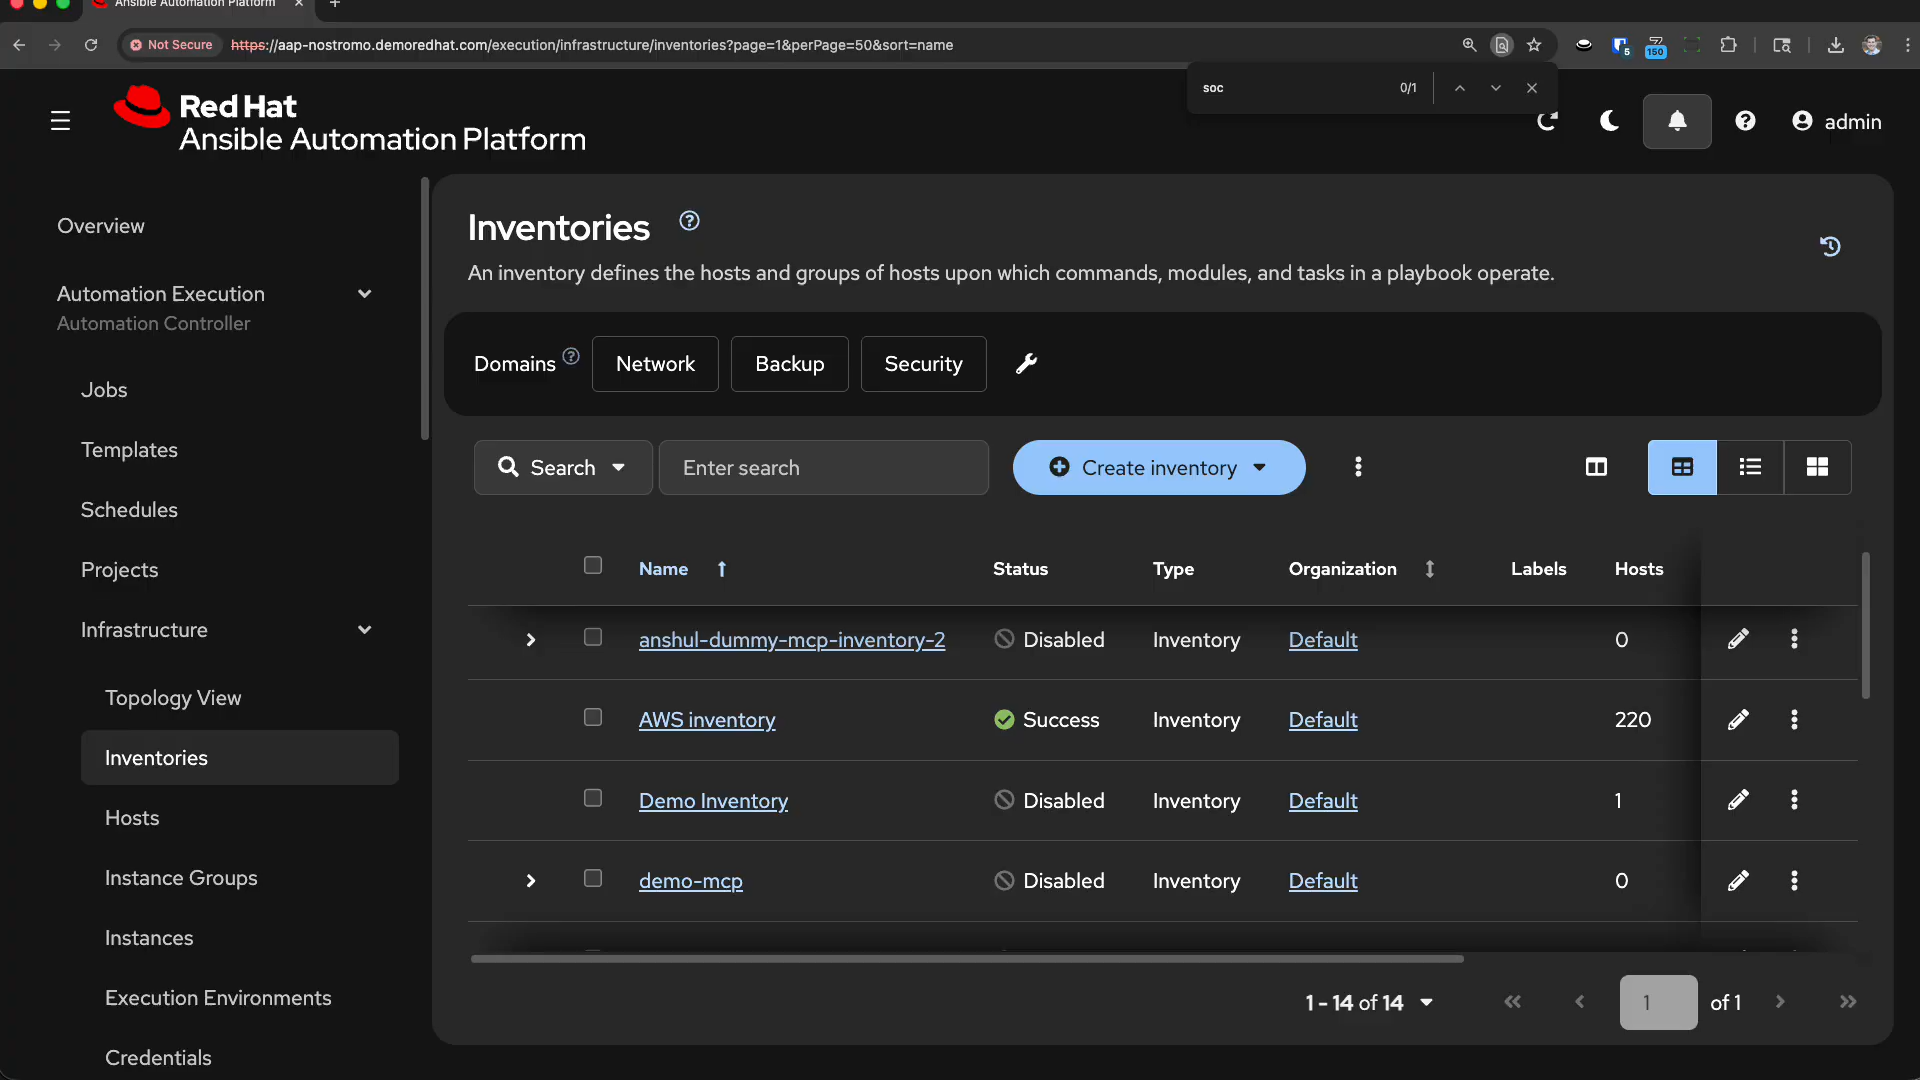 Ansible Automation Platform
Not Secure
https://aap-nostromo.demoredhat.com/execution/infrastructure/inventories?page=1&perPage=50&sort=name
5
150
soc
0/1
Red Hat
Ansible Automation Platform
admin
Overview
Automation Execution
Automation Controller
Jobs
Templates
Schedules
Projects
Infrastructure
Topology View
Inventories
Hosts
Instance Groups
Instances
Execution Environments
Credentials
Inventories
An inventory defines the hosts and groups of hosts upon which commands, modules, and tasks in a playbook operate.
Domains Network Backup Security
Search Enter search Create inventory
Name Status Type Organization Labels Hosts
anshul-dummy-mcp-inventory-2 Disabled Inventory Default 0
AWS inventory Success Inventory Default 220
Demo Inventory Disabled Inventory Default 1
demo-mcp Disabled Inventory Default 0
1 - 14 of 14 1 of 1